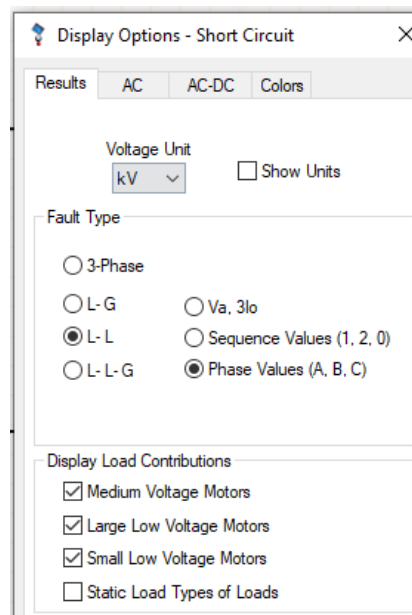 Display Options - Short Circuit
Results AC AC-DC Colors
Voltage Unit
kV Show Units
Fault Type
3-Phase
L- G Va, 3Io
L- L Sequence Values (1, 2, 0)
L- L- G Phase Values (A, B, C)
Display Load Contributions
Medium Voltage Motors
Large Low Voltage Motors
Small Low Voltage Motors
Static Load Types of Loads